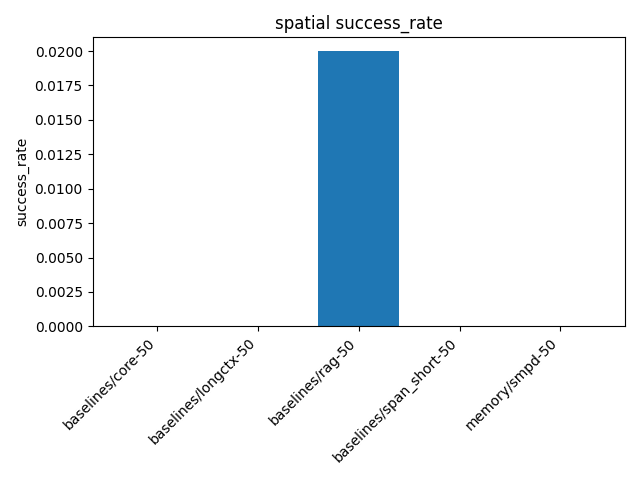 spatial success_rate
success_rate
0.0200
0.0175
0.0150
0.0125
0.0100
0.0075
0.0050
0.0025
0.0000
baselines/core-50
baselines/longctx-50
baselines/rag-50
baselines/span_short-50
memory/smpd-50